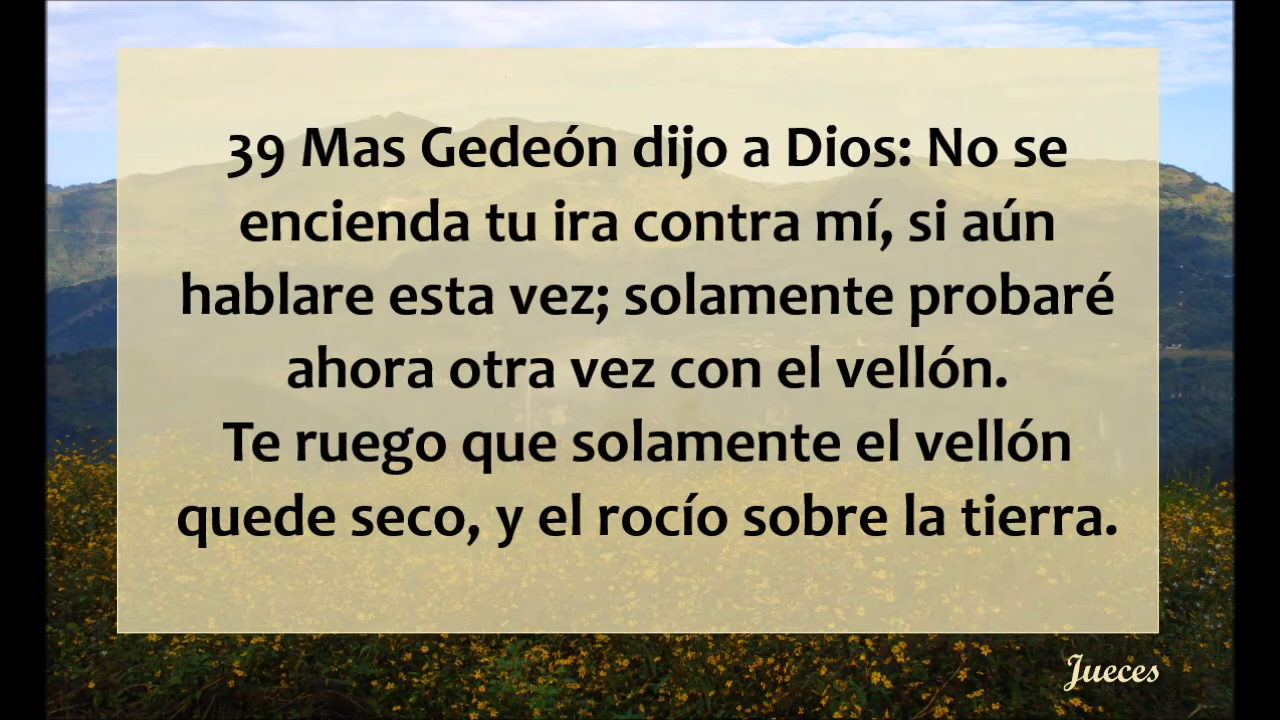 39 Mas Gedeón dijo a Dios: No se
encienda tu ira contra mí, si aún
hablare esta vez; solamente probaré
ahora otra vez con el vellón.
Te ruego que solamente el vellón
quede seco, y el rocío sobre la tierra.
Jueces